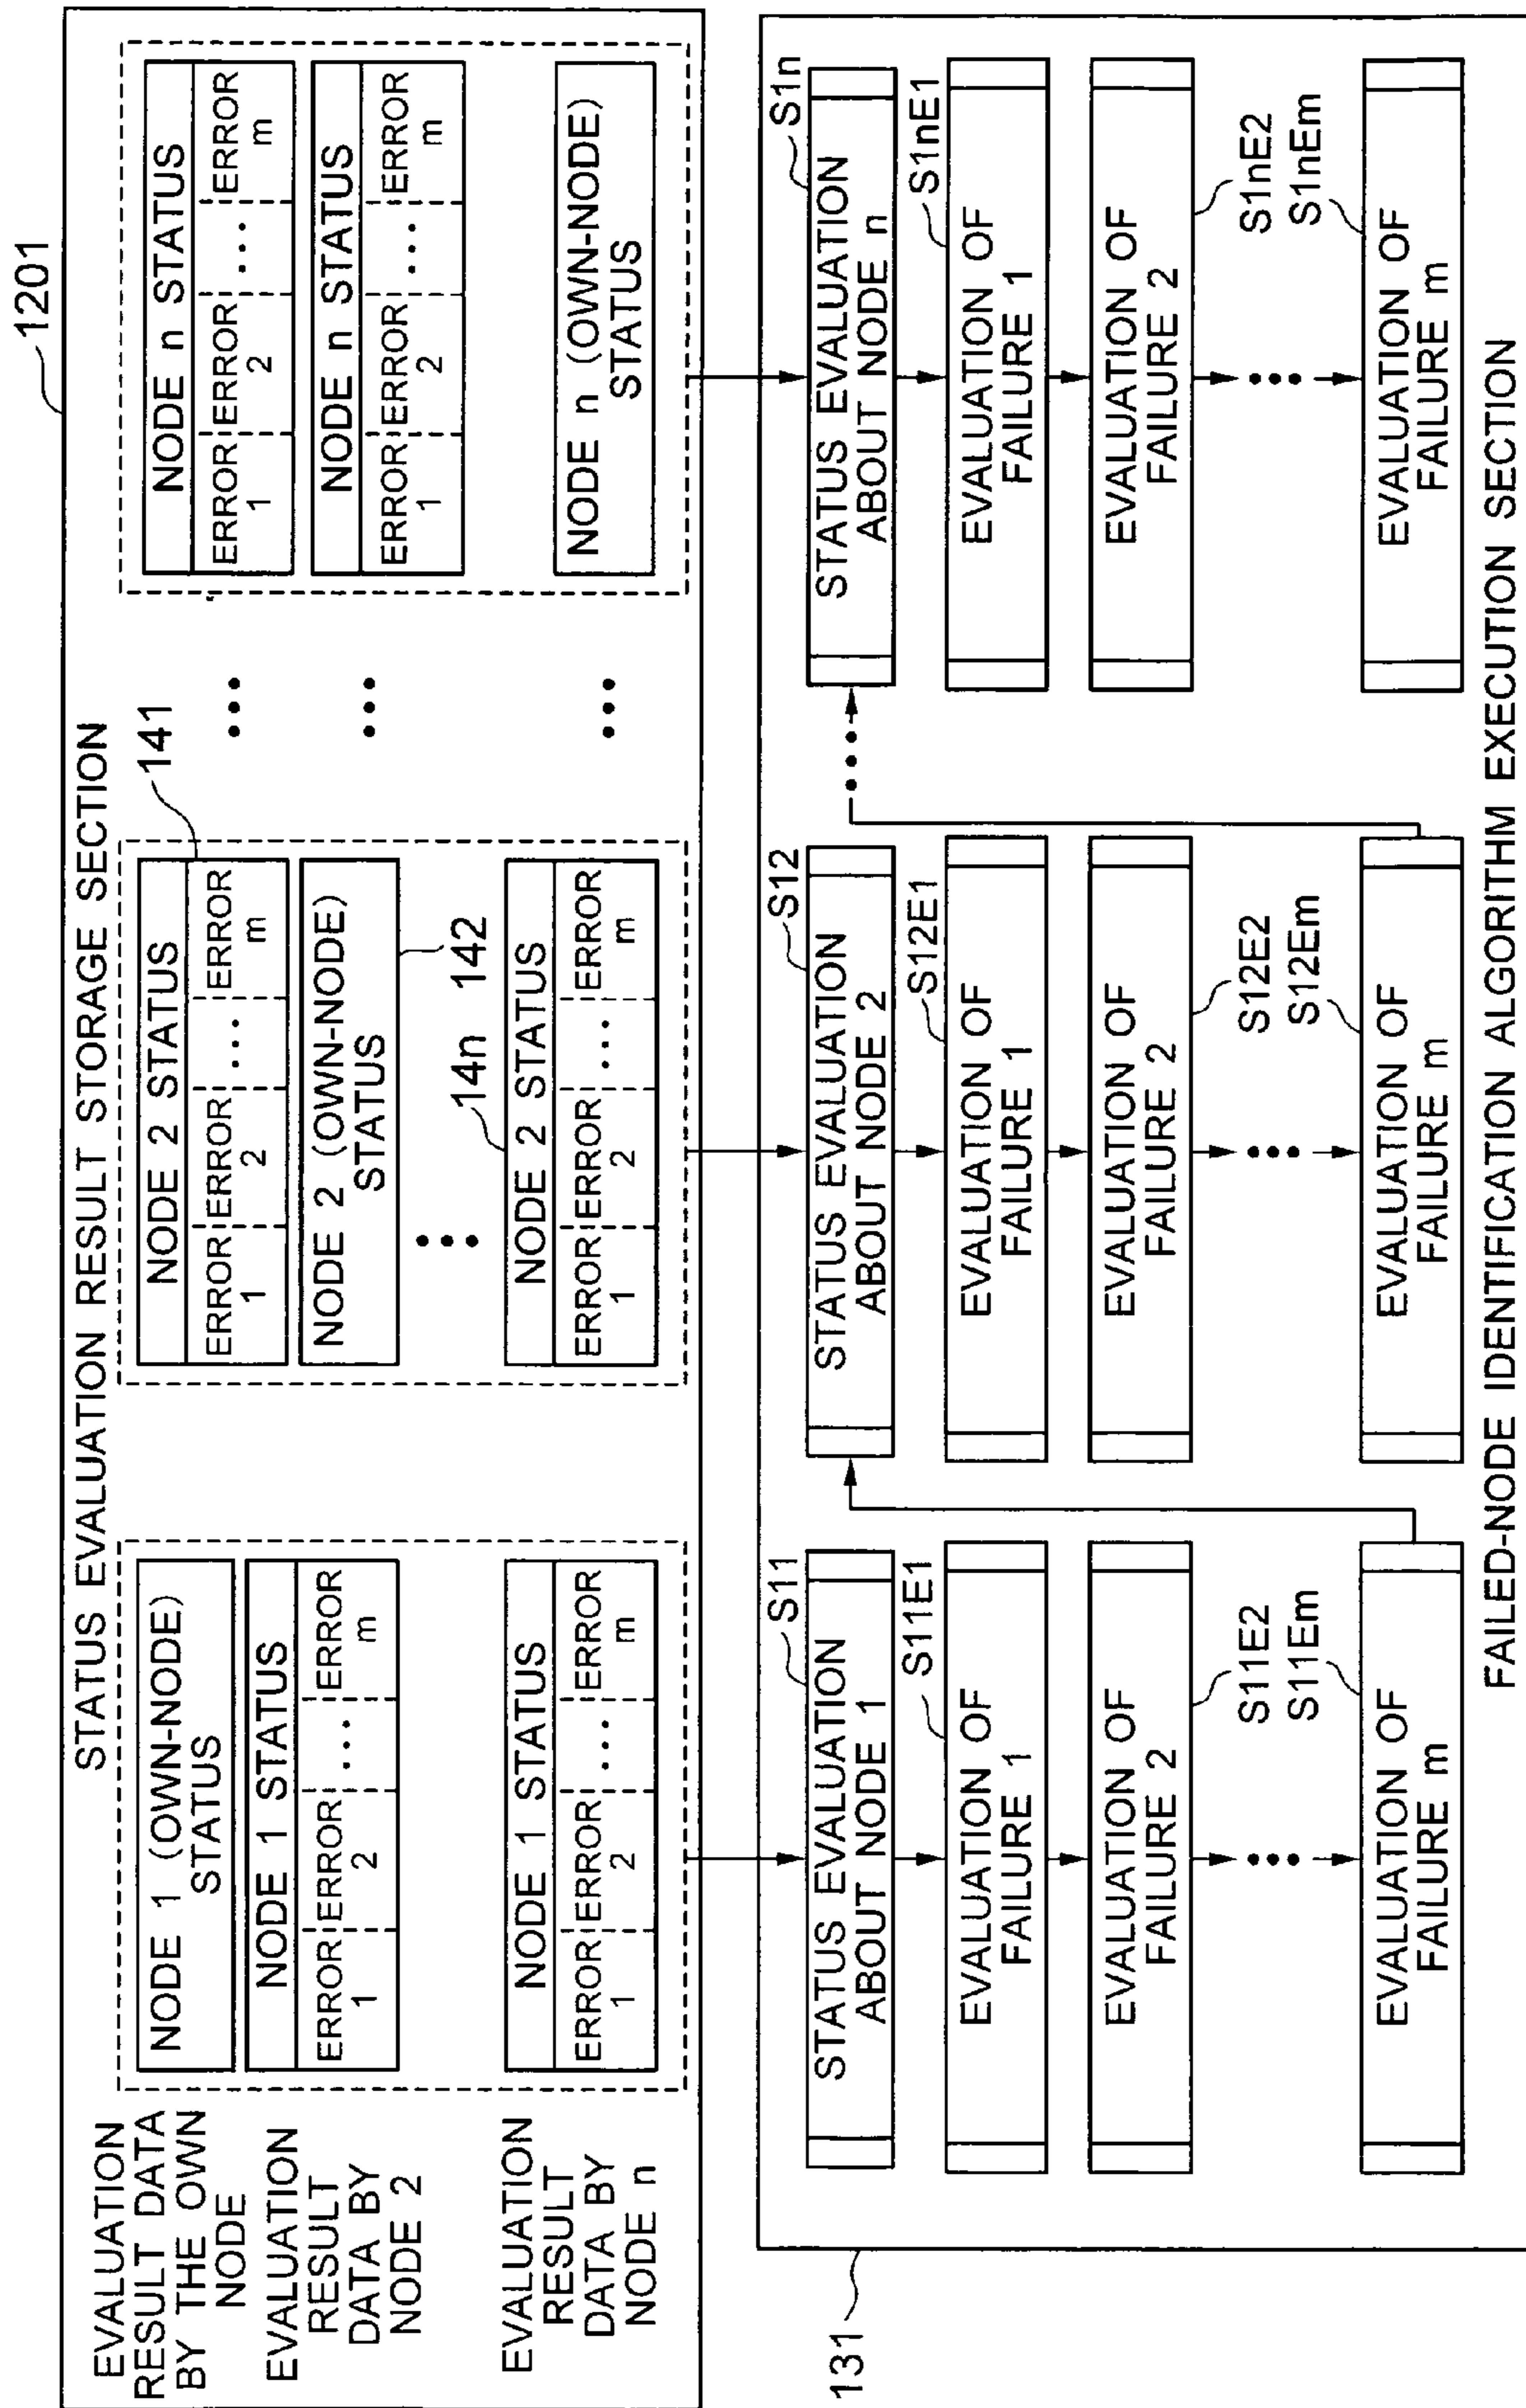 1201
STATUS EVALUATION RESULT STORAGE SECTION
EVALUATION
RESULT DATA
BY THE OWN
NODE
EVALUATION
RESULT
DATA BY
NODE 2
EVALUATION
RESULT
DATA BY
NODE n
NODE 1 (OWN-NODE)
STATUS
NODE 1 STATUS
ERROR 1 ERROR 2 ... ERROR m
NODE 1 STATUS
ERROR 1 ERROR 2 ... ERROR m
141
NODE 2 STATUS
ERROR 1 ERROR 2 ... ERROR m
NODE 2 (OWN-NODE)
STATUS
142
...
14n
NODE 2 STATUS
ERROR 1 ERROR 2 ... ERROR m
...
...
...
NODE n STATUS
ERROR 1 ERROR 2 ... ERROR m
NODE n STATUS
ERROR 1 ERROR 2 ... ERROR m
NODE n (OWN-NODE)
STATUS
131
S11
STATUS EVALUATION
ABOUT NODE 1
S11E1
EVALUATION OF
FAILURE 1
EVALUATION OF
FAILURE 2
S11E2
...
S11Em
EVALUATION OF
FAILURE m
S12
STATUS EVALUATION
ABOUT NODE 2
S12E1
EVALUATION OF
FAILURE 1
EVALUATION OF
FAILURE 2
S12E2
...
S12Em
EVALUATION OF
FAILURE m
...
S1n
STATUS EVALUATION
ABOUT NODE n
S1nE1
EVALUATION OF
FAILURE 1
EVALUATION OF
FAILURE 2
S1nE2
...
S1nEm
EVALUATION OF
FAILURE m
FAILED-NODE IDENTIFICATION ALGORITHM EXECUTION SECTION